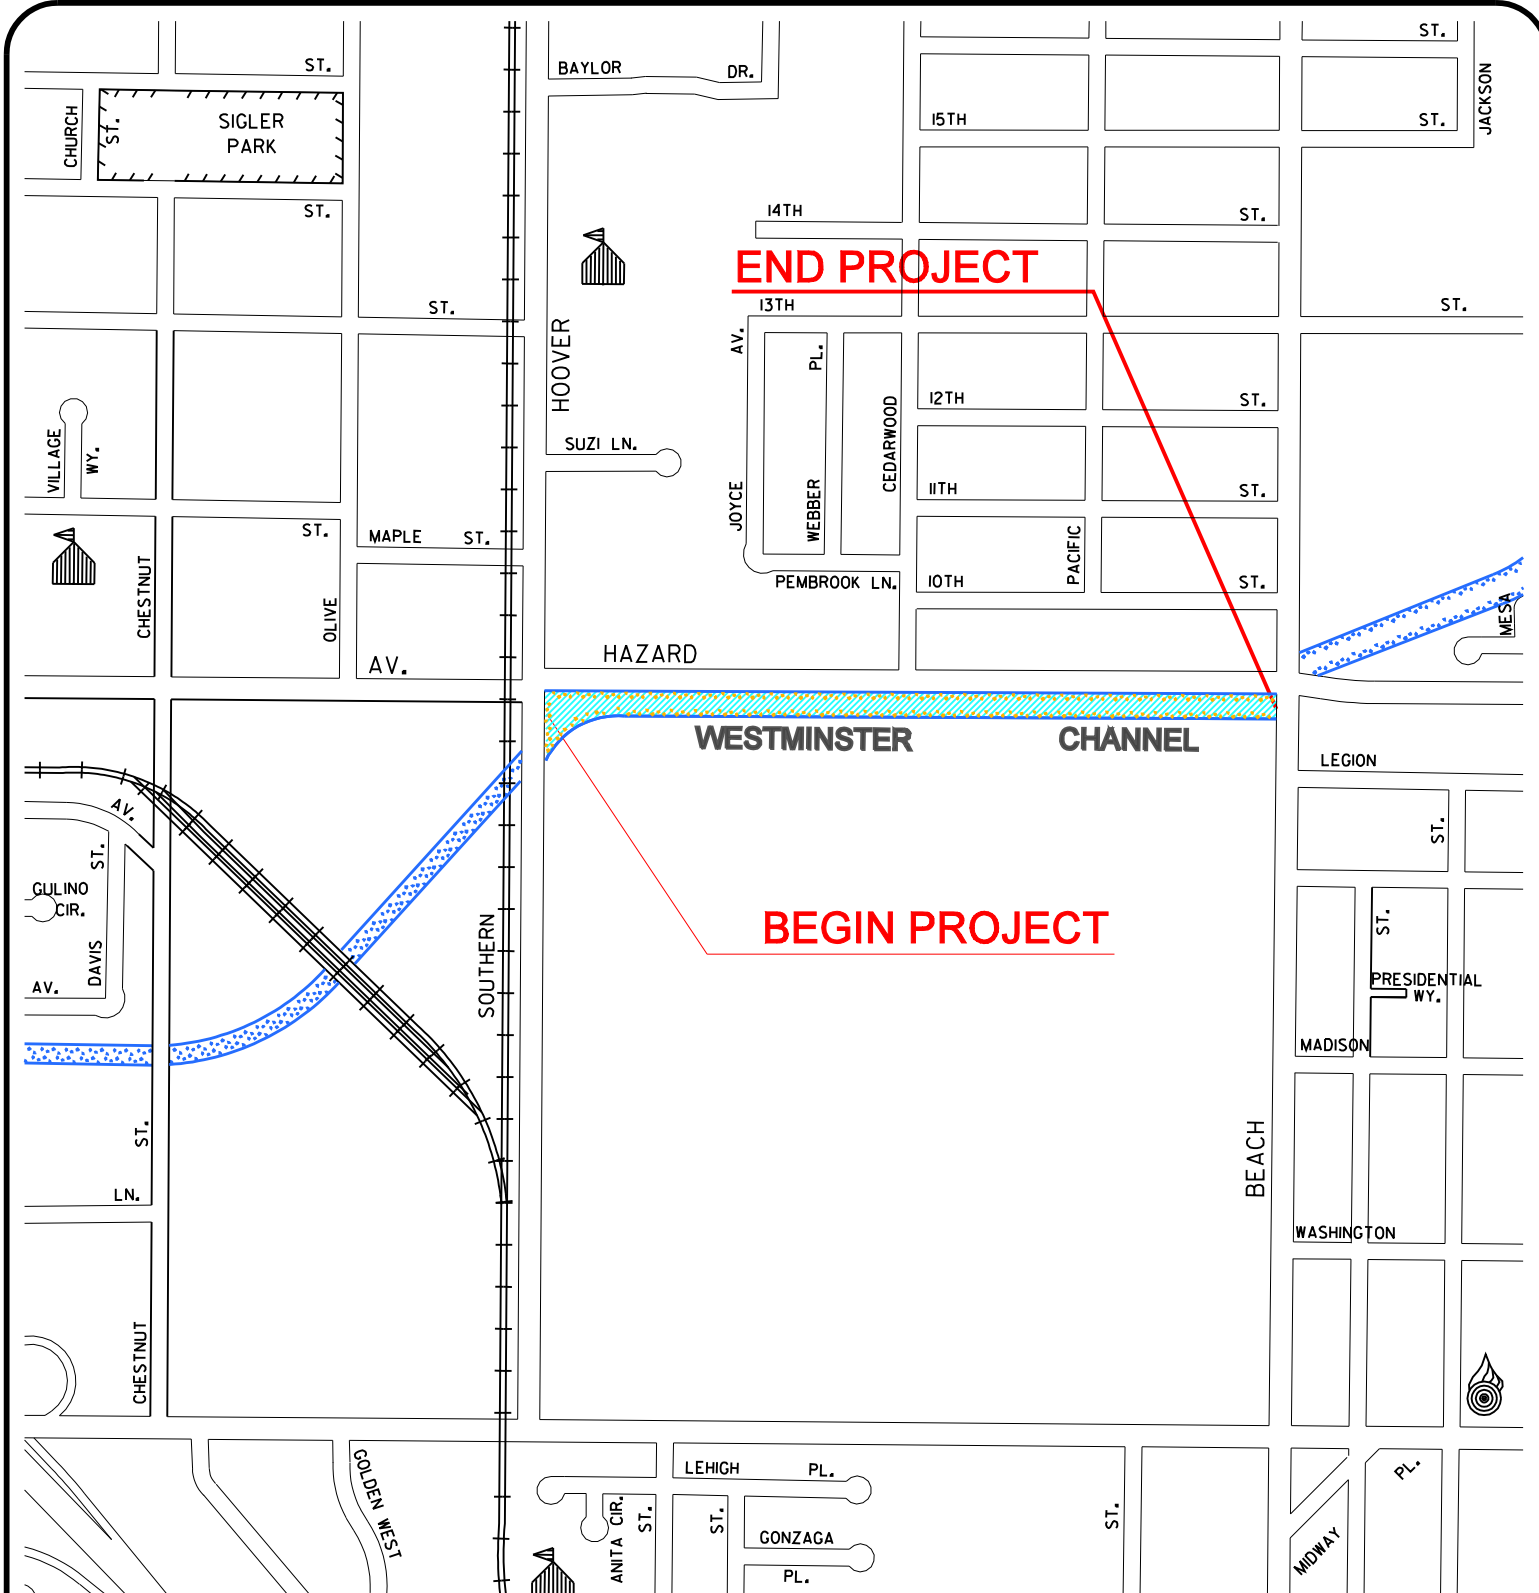 ST.
ST.
BAYLOR DR.
JACKSON
CHURCH
ST.
SIGLER
PARK
15TH ST.
ST.
14TH ST.
END PROJECT
ST.
13TH ST.
HOOVER
AV.
PL.
12TH ST.
CEDARWOOD
VILLAGE
WY.
SUZI LN.
JOYCE
WEBBER
11TH ST.
ST.
MAPLE ST.
PACIFIC
CHESTNUT
OLIVE
PEMBROOK LN.
10TH ST.
MESA
AV.
HAZARD
WESTMINSTER CHANNEL
LEGION
AV.
ST.
ST.
GULINO
CIR.
BEGIN PROJECT
ST.
DAVIS
SOUTHERN
AV.
PRESIDENTIAL
WY.
MADISON
ST.
BEACH
LN.
WASHINGTON
CHESTNUT
GOLDEN WEST
LEHIGH PL.
PL.
ANITA CIR.
ST.
ST.
ST.
GONZAGA
PL.
MIDWAY